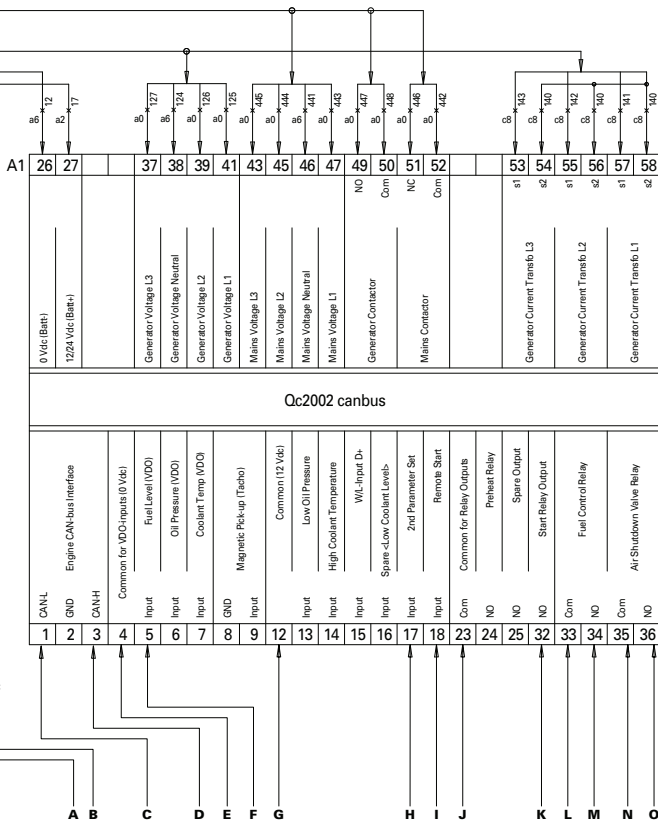 12
17
127
124
126
125
445
444
441
443
447
448
446
442
143
140
142
140
141
140
a6
a2
a0
a6
a0
a0
a0
a0
a6
a0
a0
a0
a0
a0
c8
c8
c8
c8
c8
c8
A1 26 27 37 38 39 41 43 45 46 47 49 50 51 52 53 54 55 56 57 58
NO
Com
NC
Com
s1
s2
s1
s2
s1
s2
0 Vdc (Batt-)
12/24 Vdc (Batt+)
Generator Voltage L3
Generator Voltage Neutral
Generator Voltage L2
Generator Voltage L1
Mains Voltage L3
Mains Voltage L2
Mains Voltage Neutral
Mains Voltage L1
Generator Contactor
Mains Contactor
Generator Current Transfo L3
Generator Current Transfo L2
Generator Current Transfo L1
Qc2002 canbus
Engine CAN-bus Interface
Common for VDO-inputs (0 Vdc)
Fuel Level (VDO)
Oil Pressure (VDO)
Coolant Temp (VDO)
Magnetic Pick-up (Tacho)
Common (12 Vdc)
Low Oil Pressure
High Coolant Temperature
W/L-Input D+
Spare <Low Coolant Level>
2nd Parameter Set
Remote Start
Common for Relay Outputs
Preheat Relay
Spare Output
Start Relay Output
Fuel Control Relay
Air Shutdown Valve Relay
CAN-L
GND
CAN-H
Input
Input
Input
GND
Input
Input
Input
Input
Input
Input
Input
Com
NO
NO
NO
Com
NO
Com
NO
1 2 3 4 5 6 7 8 9 12 13 14 15 16 17 18 23 24 25 32 33 34 35 36
A B C D E F G H I J K L M N O